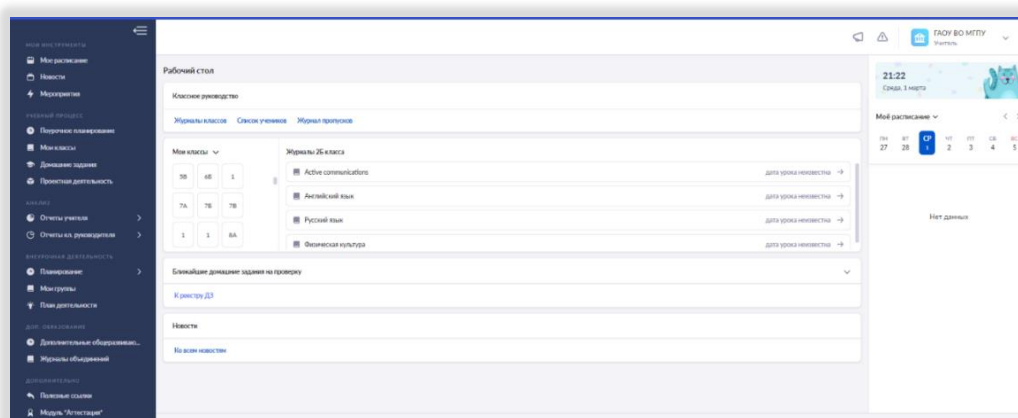 МОИ ИНСТРУМЕНТЫ
Мое расписание
Новости
Мероприятия
УЧЕБНЫЙ ПРОЦЕСС
Поурочное планирование
Мои классы
Домашние задания
Проектная деятельность
АНАЛИЗ
Отчеты учителя
Отчеты кл. руководителя
ВНЕУРОЧНАЯ ДЕЯТЕЛЬНОСТЬ
Планирование
Мои группы
План деятельности
ДОП. ОБРАЗОВАНИЕ
Дополнительные общеразвиваю...
Журналы объединений
ДОПОЛНИТЕЛЬНО
Полезные ссылки
Модуль "Аттестация"
ГАОУ ВО МГПУ
Учитель
Рабочий стол
Классное руководство
Журналы классов Список учеников Журнал пропусков
Мои классы
5В 6Б 1
7А 7Б 7В
1 1 8А
Журналы 2Б класса
Active communications дата урока неизвестна
Английский язык дата урока неизвестна
Русский язык дата урока неизвестна
Физическая культура дата урока неизвестна
Ближайшие домашние задания на проверку
К реестру ДЗ
Новости
Ко всем новостям
21:22
Среда, 1 марта
Моё расписание
ПН ВТ СР ЧТ ПТ СБ ВС
27 28 1 2 3 4 5
Нет данных